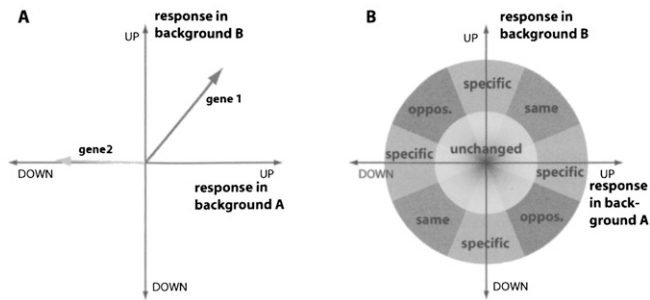 A
response in
background B
UP
gene 1
gene2
DOWN
UP
response in
background A
DOWN
B
response in
background B
UP
specific
oppos.
same
specific
unchanged
specific
DOWN
UP
response
in back-
ground A
same
oppos.
specific
DOWN